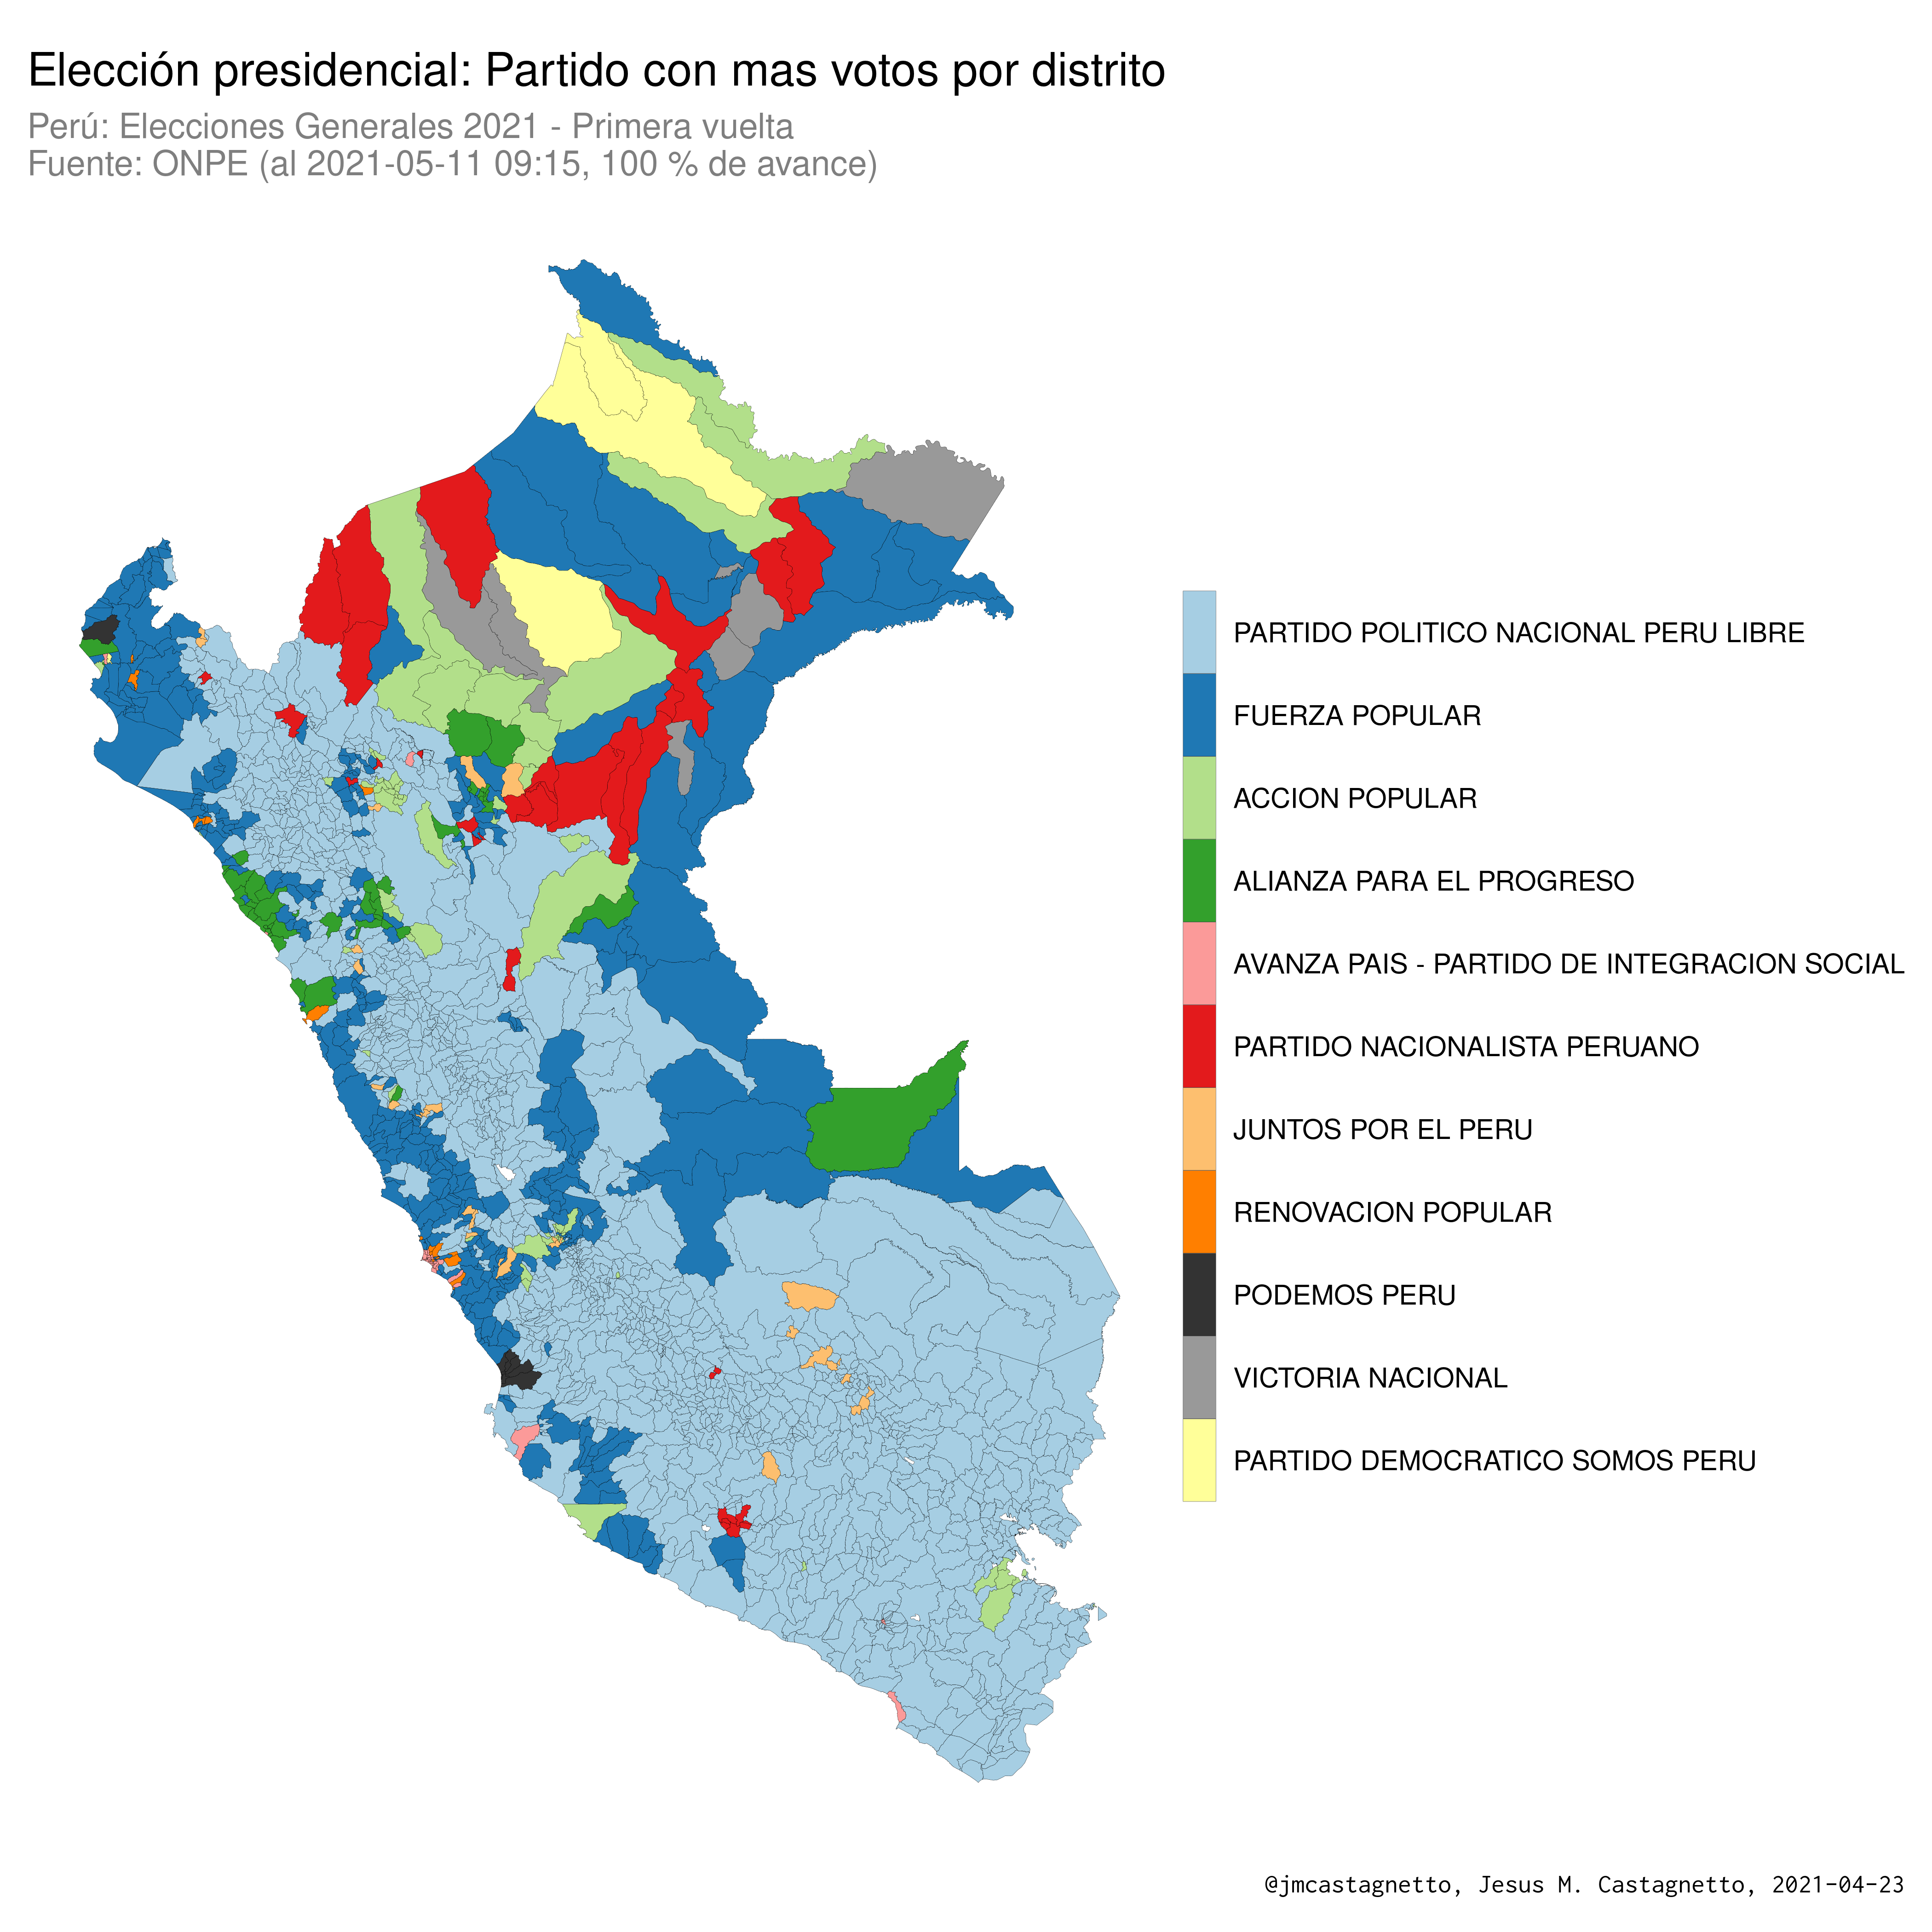 Elección presidencial: Partido con mas votos por distrito
Perú: Elecciones Generales 2021 - Primera vuelta
Fuente: ONPE (al 2021-05-11 09:15, 100 % de avance)
PARTIDO POLITICO NACIONAL PERU LIBRE
FUERZA POPULAR
ACCION POPULAR
ALIANZA PARA EL PROGRESO
AVANZA PAIS - PARTIDO DE INTEGRACION SOCIAL
PARTIDO NACIONALISTA PERUANO
JUNTOS POR EL PERU
RENOVACION POPULAR
PODEMOS PERU
VICTORIA NACIONAL
PARTIDO DEMOCRATICO SOMOS PERU
@jmcastagnetto, Jesus M. Castagnetto, 2021-04-23